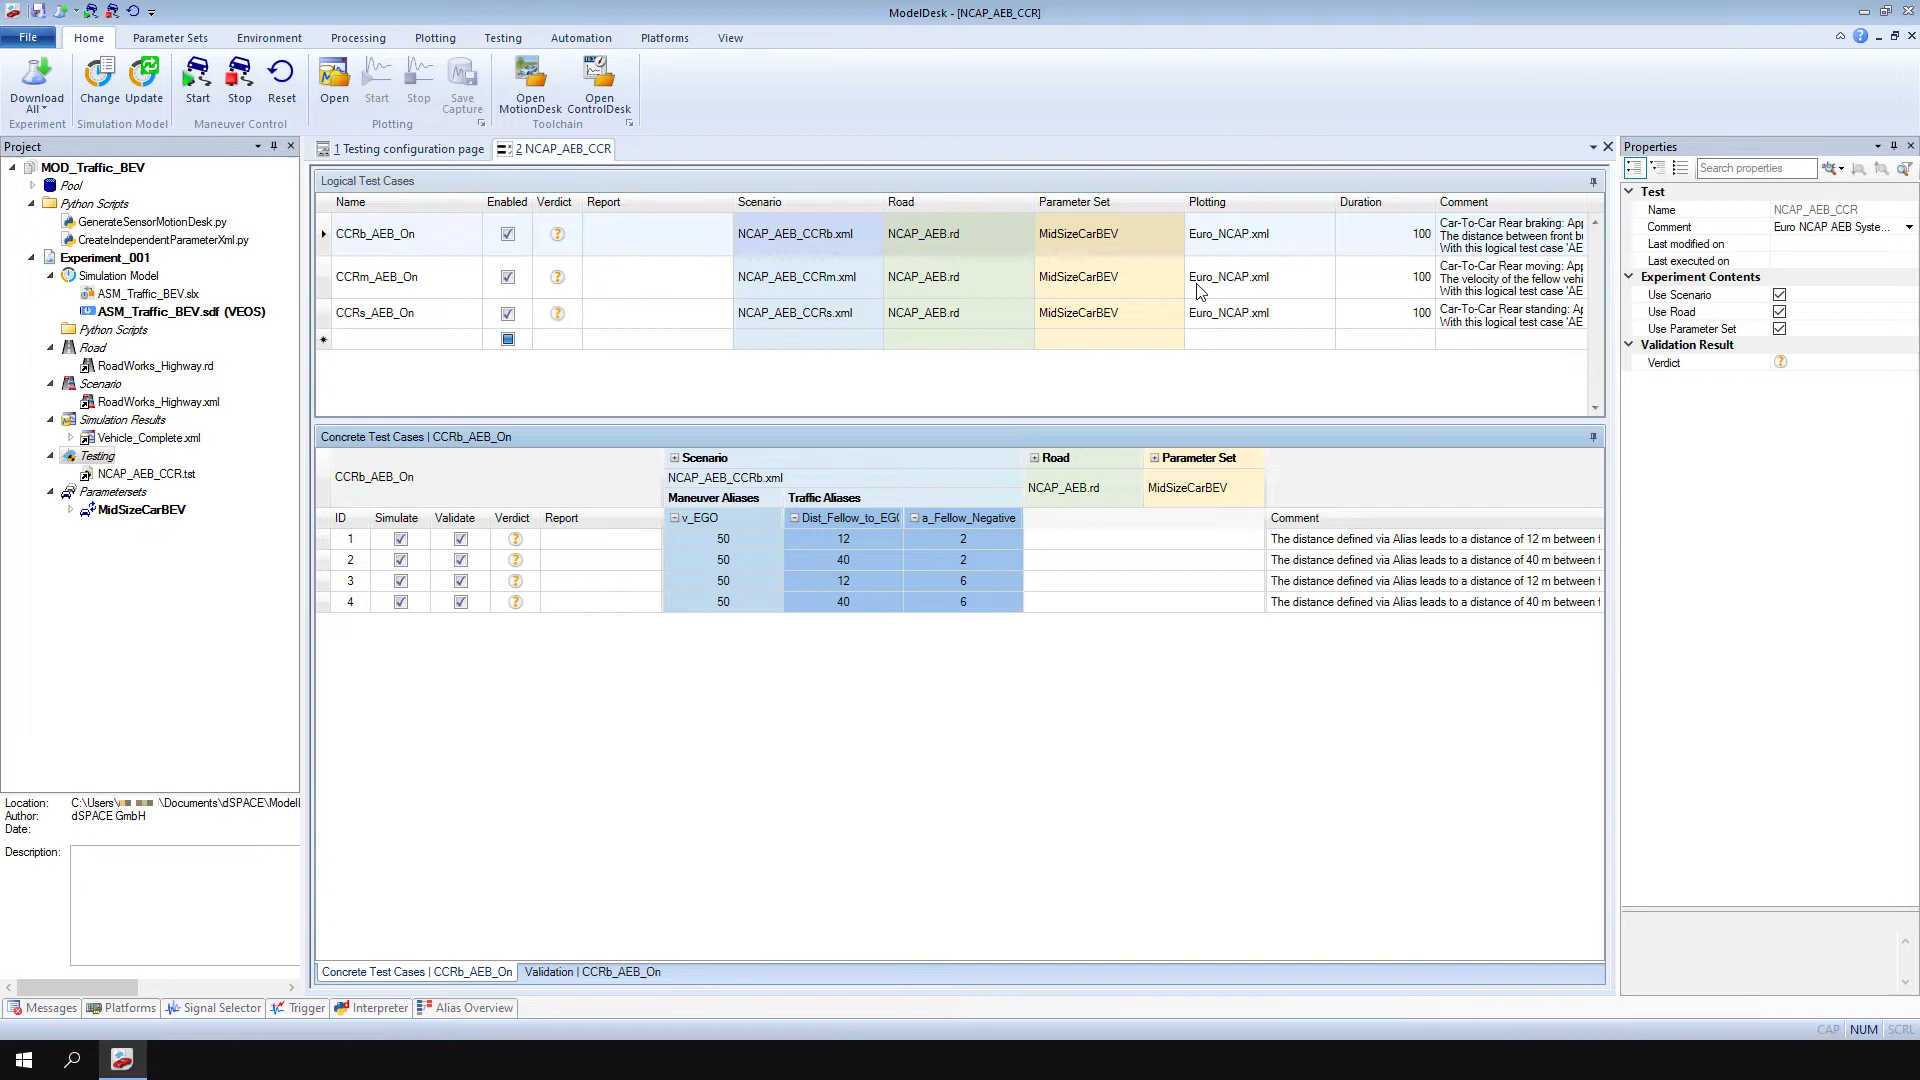 ModelDesk - [NCAP_AEB_CCR]
File Home Parameter Sets Environment Processing Plotting Testing Automation Platforms View
Download All Change Update Start Stop Reset Open Start Stop Save Capture Open MotionDesk Open ControlDesk
Experiment Simulation Model Maneuver Control Plotting Toolchain
Project
MOD_Traffic_BEV
Pool
Python Scripts
GenerateSensorMotionDesk.py
CreateIndependentParameterXml.py
Experiment_001
Simulation Model
ASM_Traffic_BEV.slx
ASM_Traffic_BEV.sdf (VEOS)
Python Scripts
Road
RoadWorks_Highway.rd
Scenario
RoadWorks_Highway.xml
Simulation Results
Vehicle_Complete.xml
Testing
NCAP_AEB_CCR.tst
Parametersets
MidSizeCarBEV
Location: C:\Users\ \Documents\dSPACE\Modell
Author: dSPACE GmbH
Date:
Description:
1 Testing configuration page 2 NCAP_AEB_CCR
Logical Test Cases
Name Enabled Verdict Report Scenario Road Parameter Set Plotting Duration Comment
CCRb_AEB_On NCAP_AEB_CCRb.xml NCAP_AEB.rd MidSizeCarBEV Euro_NCAP.xml 100 Car-To-Car Rear braking: App
The distance between front bu
With this logical test case 'AE
CCRm_AEB_On NCAP_AEB_CCRm.xml NCAP_AEB.rd MidSizeCarBEV Euro_NCAP.xml 100 Car-To-Car Rear moving: App
The velocity of the fellow vehi
With this logical test case 'AE
CCRs_AEB_On NCAP_AEB_CCRs.xml NCAP_AEB.rd MidSizeCarBEV Euro_NCAP.xml 100 Car-To-Car Rear standing: Ap
With this logical test case 'AE
Concrete Test Cases | CCRb_AEB_On
CCRb_AEB_On Scenario Road Parameter Set
NCAP_AEB_CCRb.xml NCAP_AEB.rd MidSizeCarBEV
Maneuver Aliases Traffic Aliases
ID Simulate Validate Verdict Report v_EGO Dist_Fellow_to_EG( a_Fellow_Negative Comment
1 50 12 2 The distance defined via Alias leads to a distance of 12 m between f
2 50 40 2 The distance defined via Alias leads to a distance of 40 m between f
3 50 12 6 The distance defined via Alias leads to a distance of 12 m between f
4 50 40 6 The distance defined via Alias leads to a distance of 40 m between f
Concrete Test Cases | CCRb_AEB_On Validation | CCRb_AEB_On
Properties
Search properties
Test
Name NCAP_AEB_CCR
Comment Euro NCAP AEB Syste...
Last modified on
Last executed on
Experiment Contents
Use Scenario
Use Road
Use Parameter Set
Validation Result
Verdict
Messages Platforms Signal Selector Trigger Interpreter Alias Overview
CAP NUM SCRL